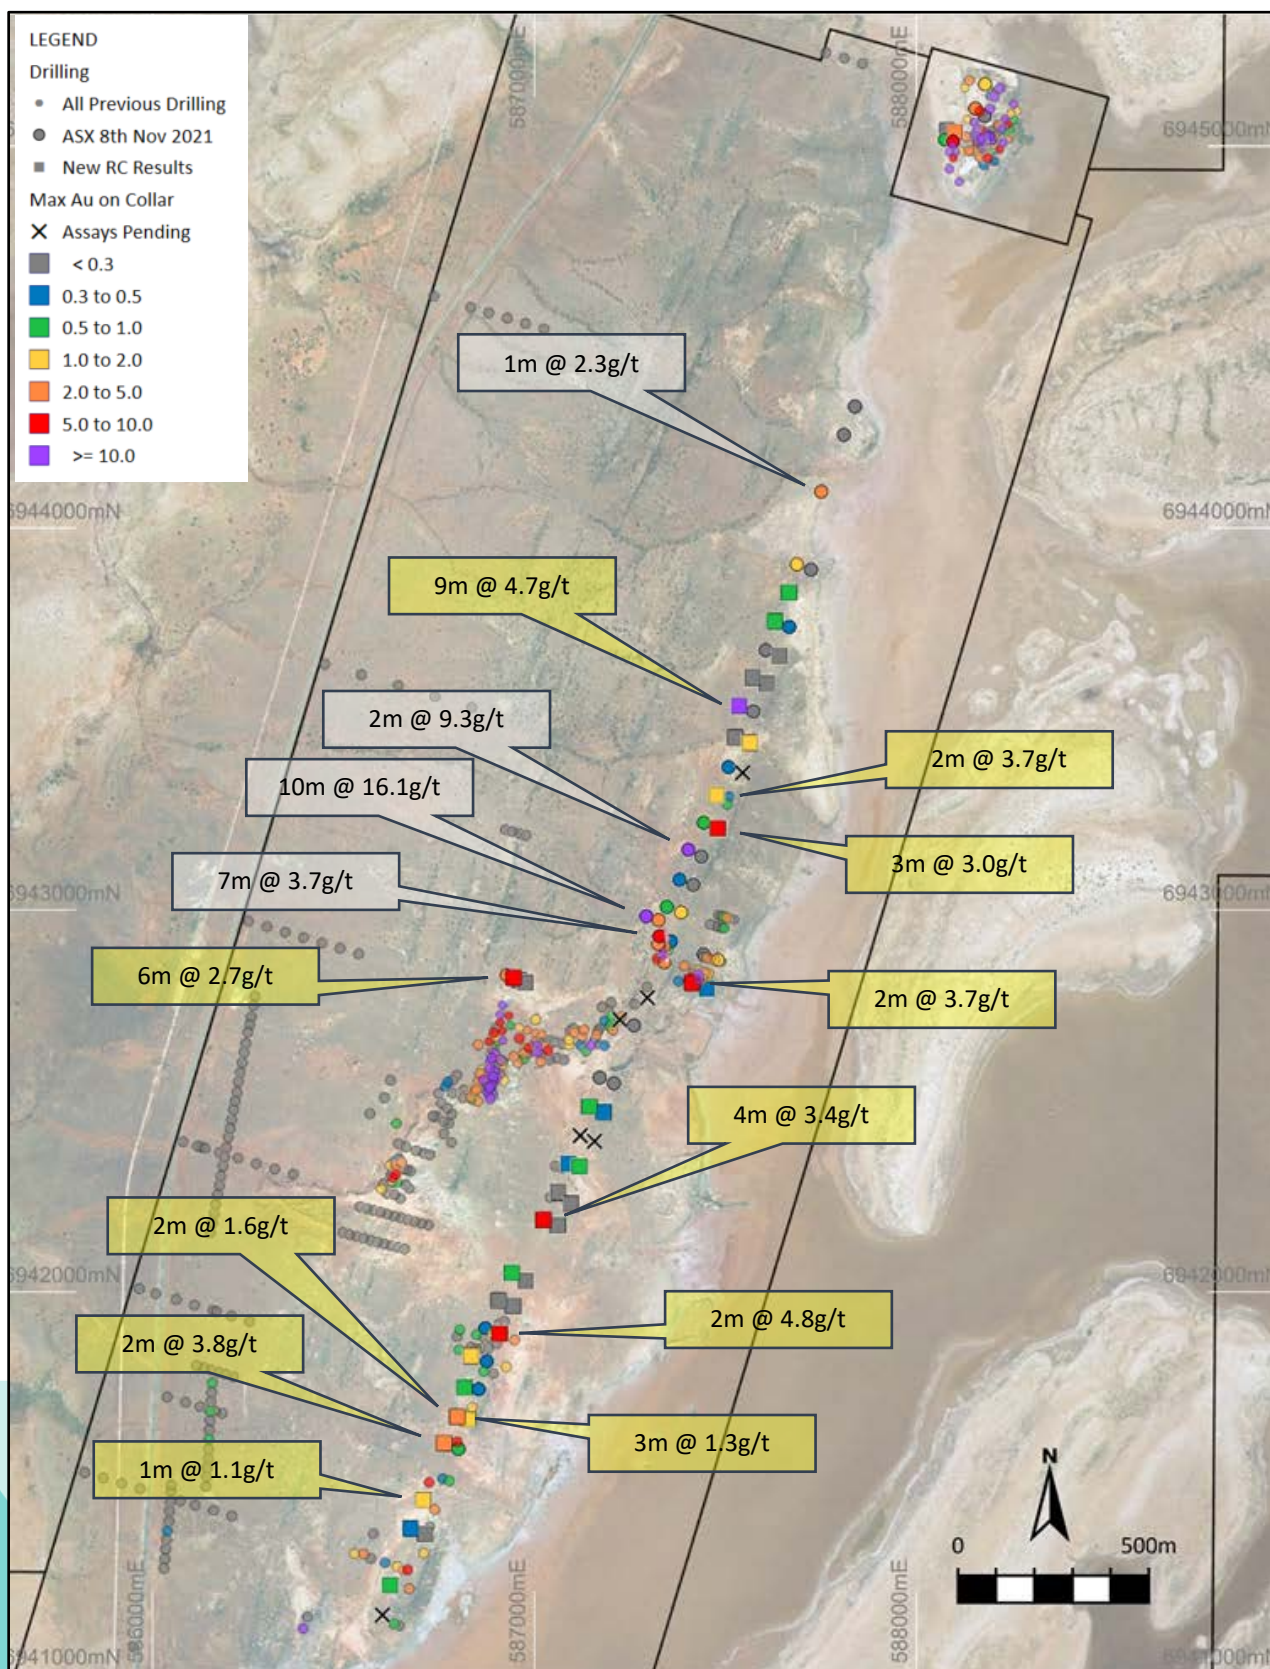 LEGEND
Drilling
All Previous Drilling
ASX 8th Nov 2021
New RC Results
Max Au on Collar
Assays Pending
< 0.3
0.3 to 0.5
0.5 to 1.0
1.0 to 2.0
2.0 to 5.0
5.0 to 10.0
>= 10.0
587000mE
588000mE
6945000mN
1m @ 2.3g/t
6944000mN
6944000mN
9m @ 4.7g/t
2m @ 9.3g/t
2m @ 3.7g/t
10m @ 16.1g/t
3m @ 3.0g/t
7m @ 3.7g/t
6943000mN
6943000mN
6m @ 2.7g/t
2m @ 3.7g/t
4m @ 3.4g/t
2m @ 1.6g/t
6942000mN
6942000mN
2m @ 4.8g/t
2m @ 3.8g/t
3m @ 1.3g/t
1m @ 1.1g/t
N
0 500m
586000mE
587000mE
588000mE
6941000mN
6941000mN